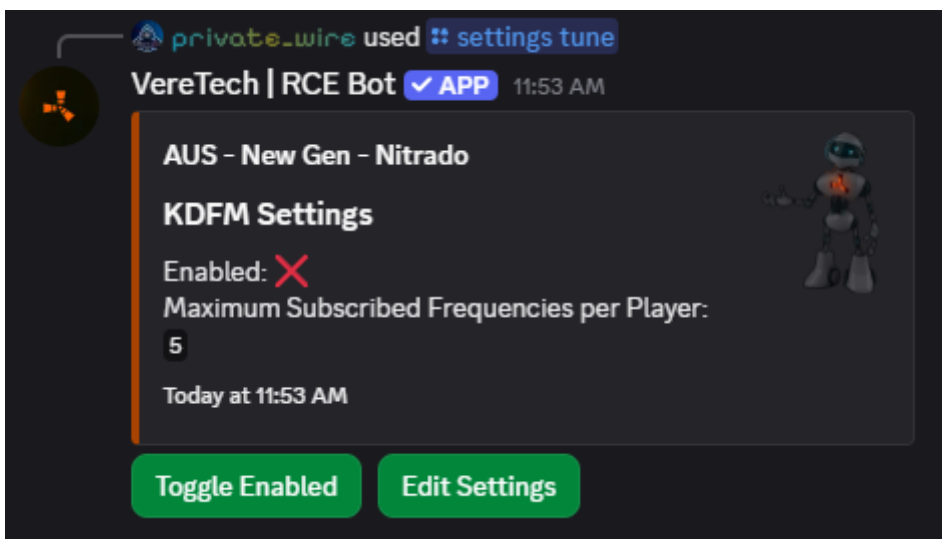 private_wire used settings tune
VereTech | RCE Bot APP 11:53 AM
AUS - New Gen - Nitrado
KDFM Settings
Enabled: ❌
Maximum Subscribed Frequencies per Player:
5
Today at 11:53 AM
Toggle Enabled Edit Settings